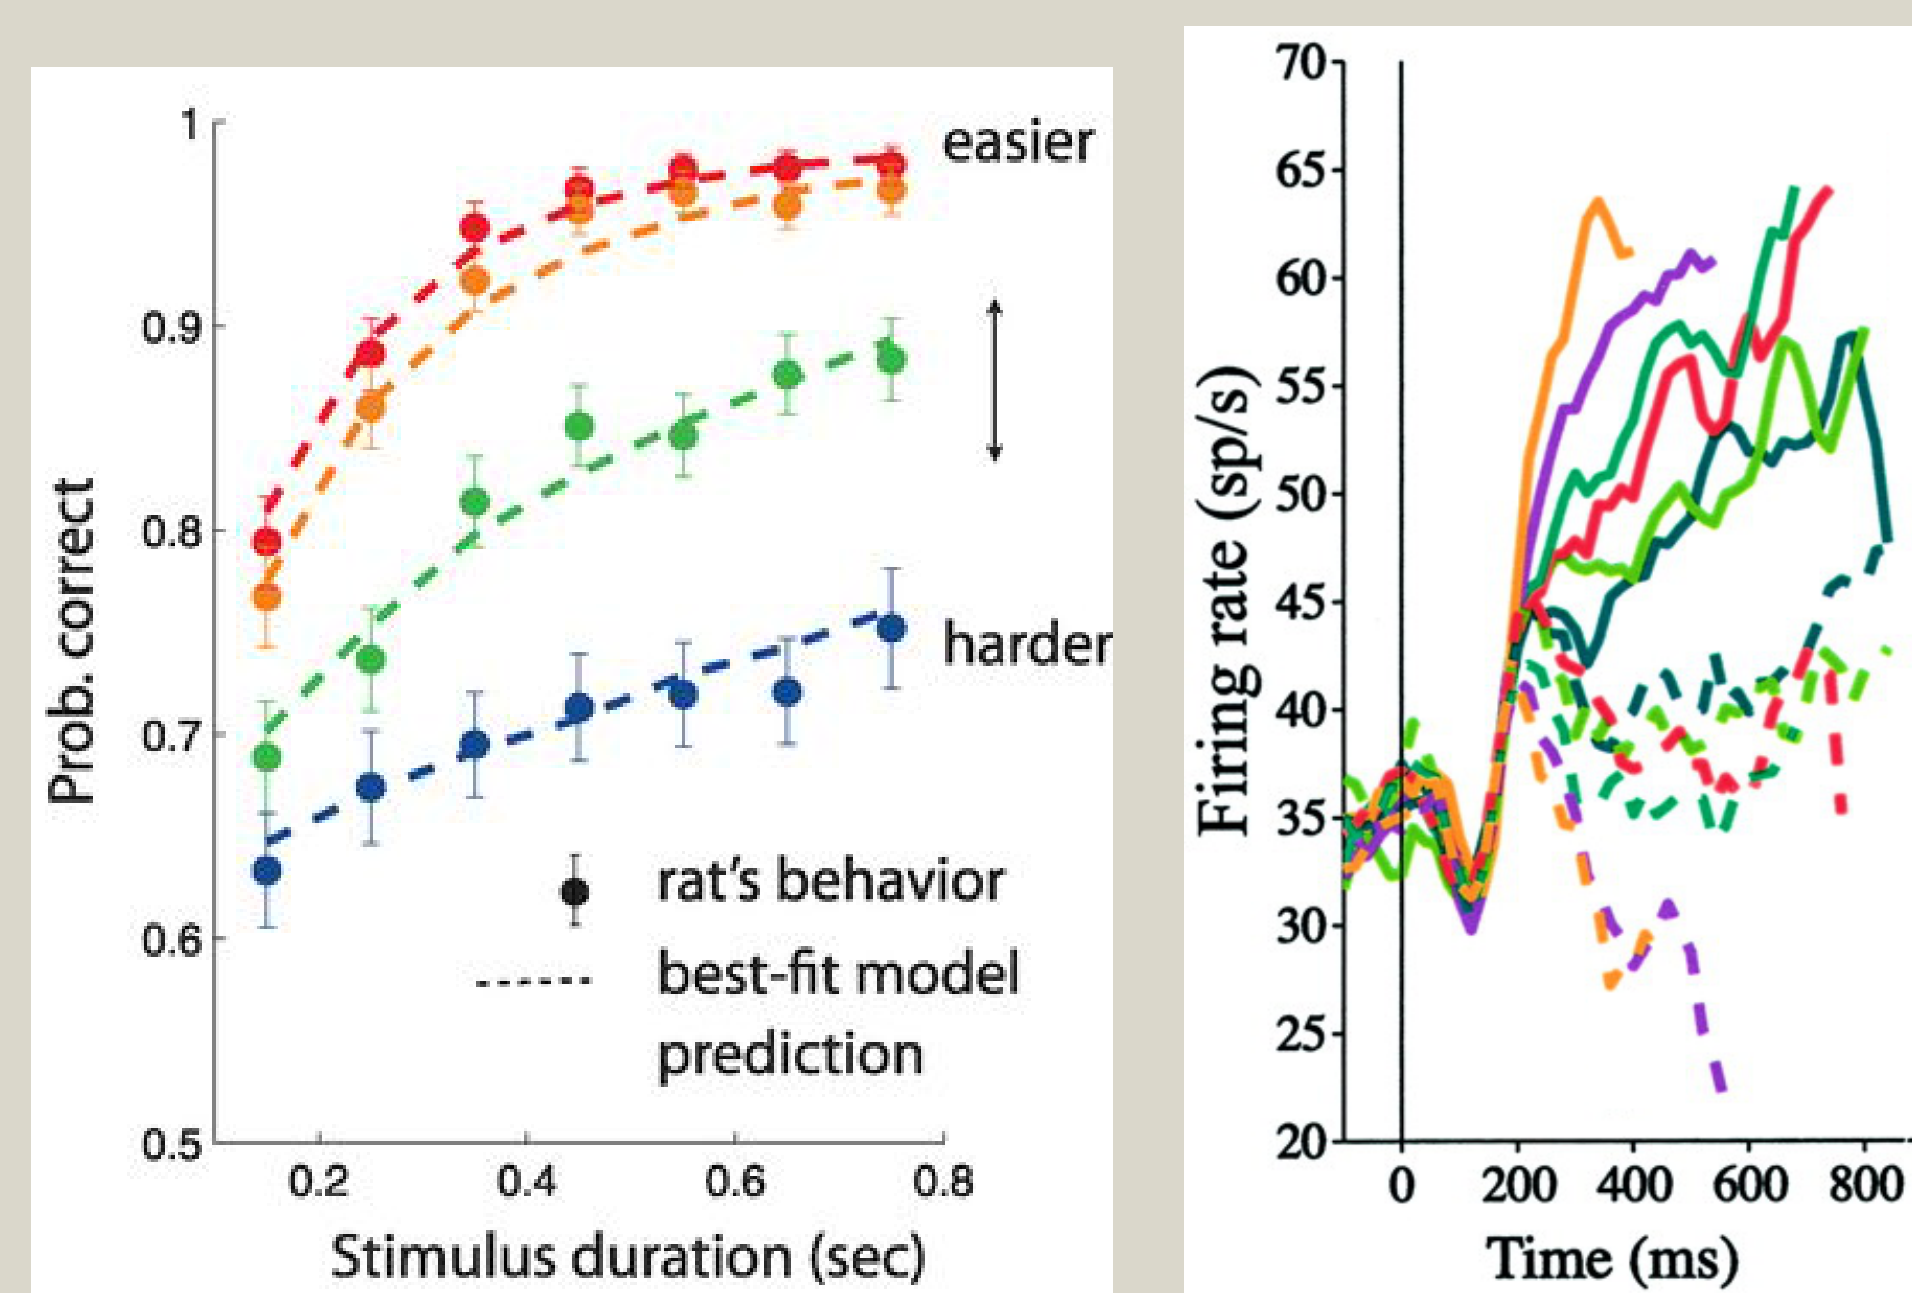 1
0.9
0.8
0.7
0.6
0.5
0.2
0.4
0.6
0.8
Prob. correct
Stimulus duration (sec)
easier
harder
rat's behavior
best-fit model
prediction
70
65
60
55
50
45
40
35
30
25
20
0
200
400
600
800
Firing rate (sp/s)
Time (ms)